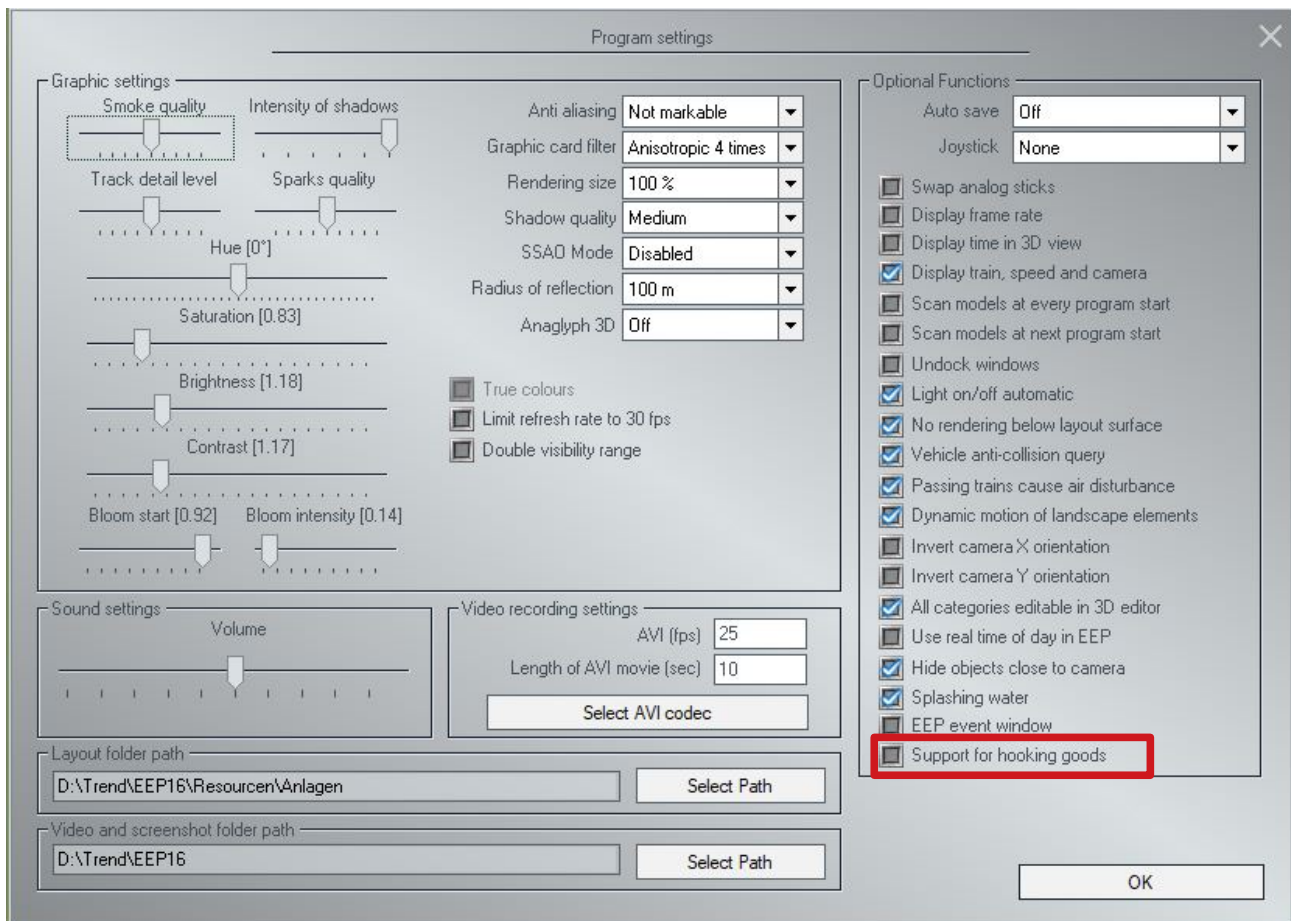 Program settings
Graphic settings
Smoke quality
Intensity of shadows
Track detail level
Sparks quality
Hue [0°]
Saturation [0.83]
Brightness [1.18]
Contrast [1.17]
Bloom start [0.92]
Bloom intensity [0.14]
Anti aliasing Not markable
Graphic card filter Anisotropic 4 times
Rendering size 100 %
Shadow quality Medium
SSAO Mode Disabled
Radius of reflection 100 m
Anaglyph 3D Off
True colours
Limit refresh rate to 30 fps
Double visibility range
Sound settings
Volume
Video recording settings
AVI (fps) 25
Length of AVI movie (sec) 10
Select AVI codec
Layout folder path
D:\Trend\EEP16\Resourcen\Anlagen Select Path
Video and screenshot folder path
D:\Trend\EEP16 Select Path
Optional Functions
Auto save Off
Joystick None
Swap analog sticks
Display frame rate
Display time in 3D view
Display train, speed and camera
Scan models at every program start
Scan models at next program start
Undock windows
Light on/off automatic
No rendering below layout surface
Vehicle anti-collision query
Passing trains cause air disturbance
Dynamic motion of landscape elements
Invert camera X orientation
Invert camera Y orientation
All categories editable in 3D editor
Use real time of day in EEP
Hide objects close to camera
Splashing water
EEP event window
Support for hooking goods
OK